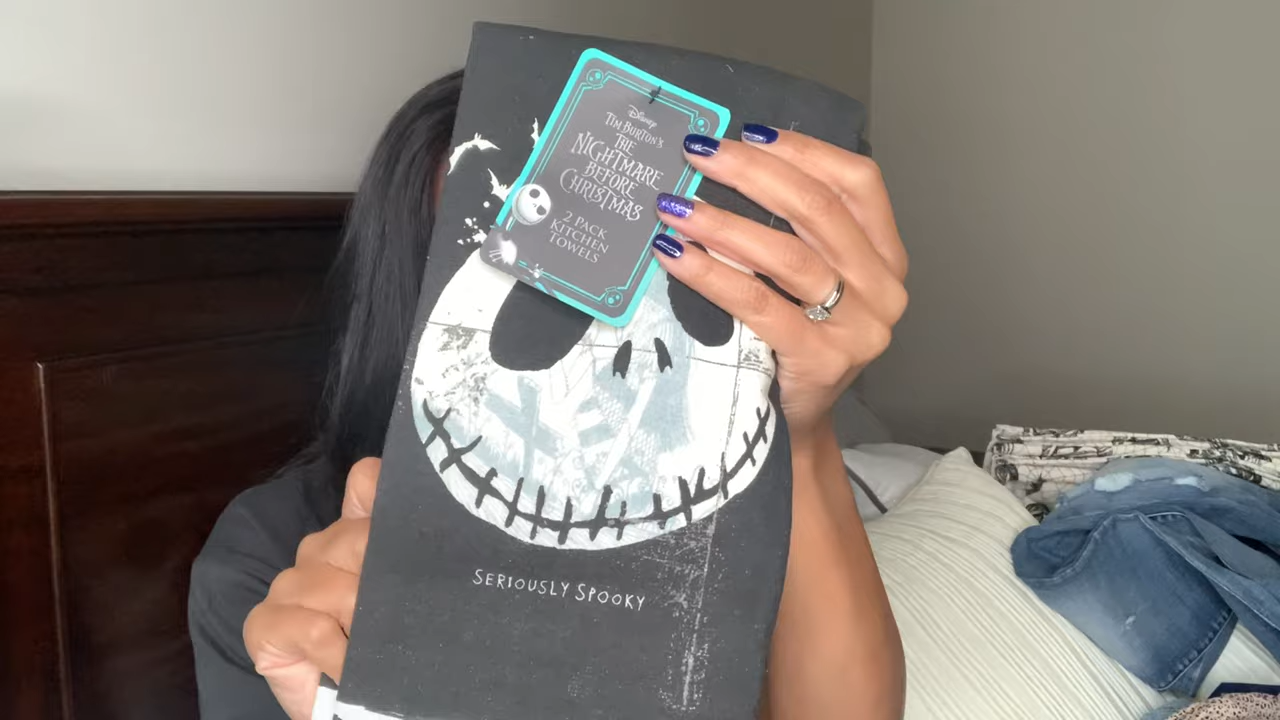 Disney
TIM BURTON'S
THE
NIGHTMARE
BEFORE
CHRISTMAS
2 PACK
KITCHEN
TOWELS
SERIOUSLY SPOOKY